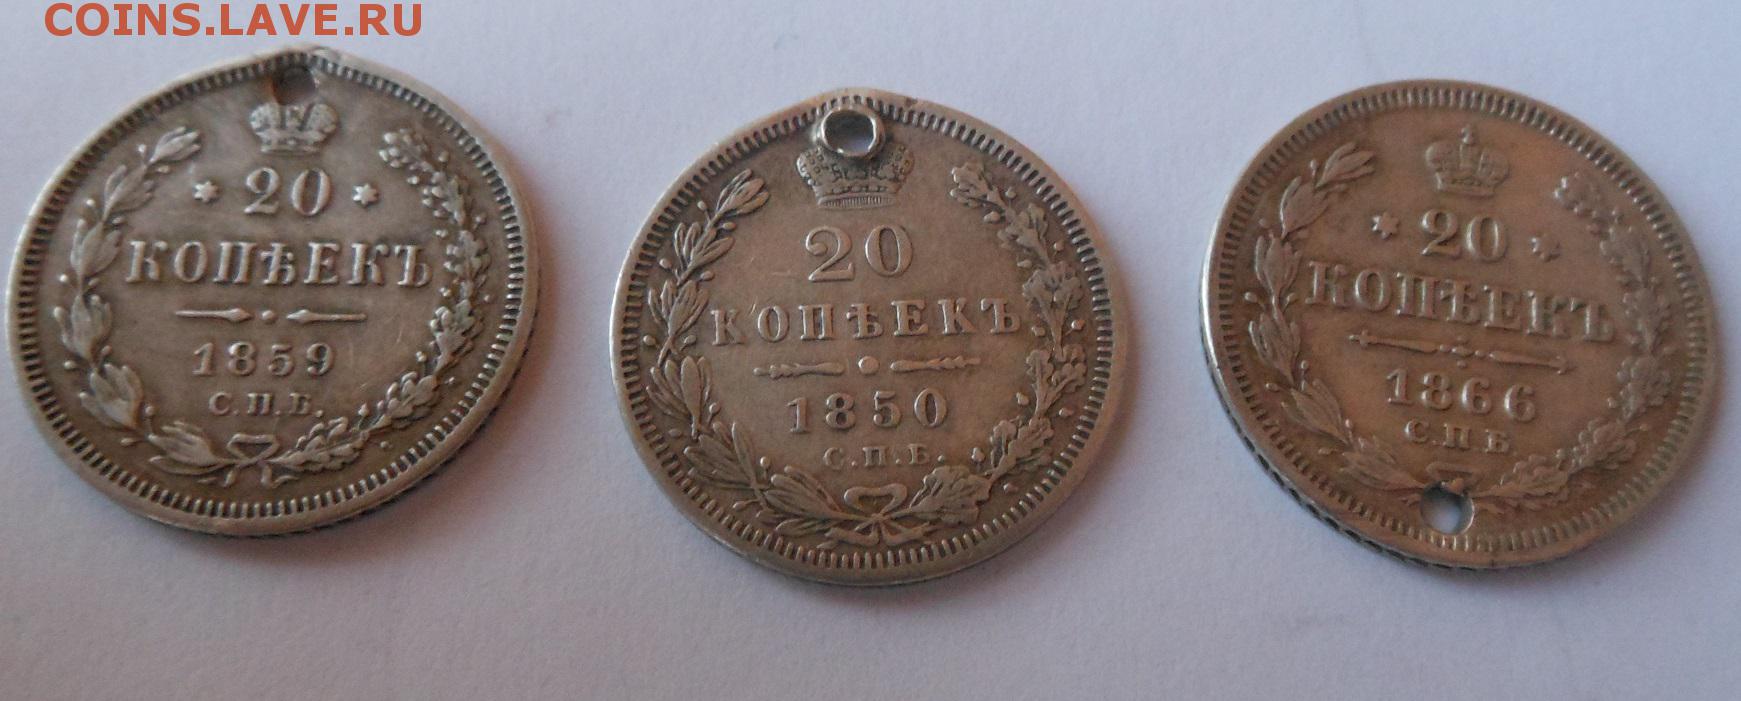 COINS.LAVE.RU
* 20 *
КОПѢЕКЪ
1859
С.П.Б.
20
КОПѢЕКЪ
1850
С.П.Б.
* 20 *
КОПѢЕКЪ
1866
С.П.Б